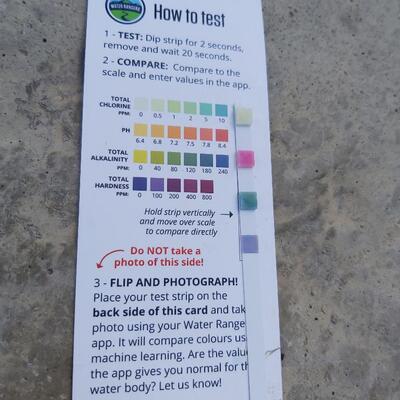 WATER RANGERS
How to test
1 - TEST: Dip strip for 2 seconds,
remove and wait 20 seconds.
2 - COMPARE: Compare to the
scale and enter values in the app.
TOTAL
CHLORINE
PPM: 0 0.5 1 2 5 10
PH
6.4 6.8 7.2 7.5 7.8 8.4
TOTAL
ALKALINITY
PPM: 0 40 80 120 180 240
TOTAL
HARDNESS
PPM: 0 100 200 400 800
Hold strip vertically
and move over scale
to compare directly
Do NOT take a
photo of this side!
3 - FLIP AND PHOTOGRAPH!
Place your test strip on the
back side of this card and tak
photo using your Water Range
app. It will compare colours us
machine learning. Are the valu
the app gives you normal for th
water body? Let us know!